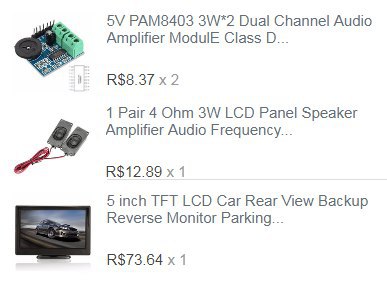 5V PAM8403 3W*2 Dual Channel Audio
Amplifier ModulE Class D...
R$8.37 x 2
1 Pair 4 Ohm 3W LCD Panel Speaker
Amplifier Audio Frequency...
R$12.89 x 1
5 inch TFT LCD Car Rear View Backup
Reverse Monitor Parking...
R$73.64 x 1